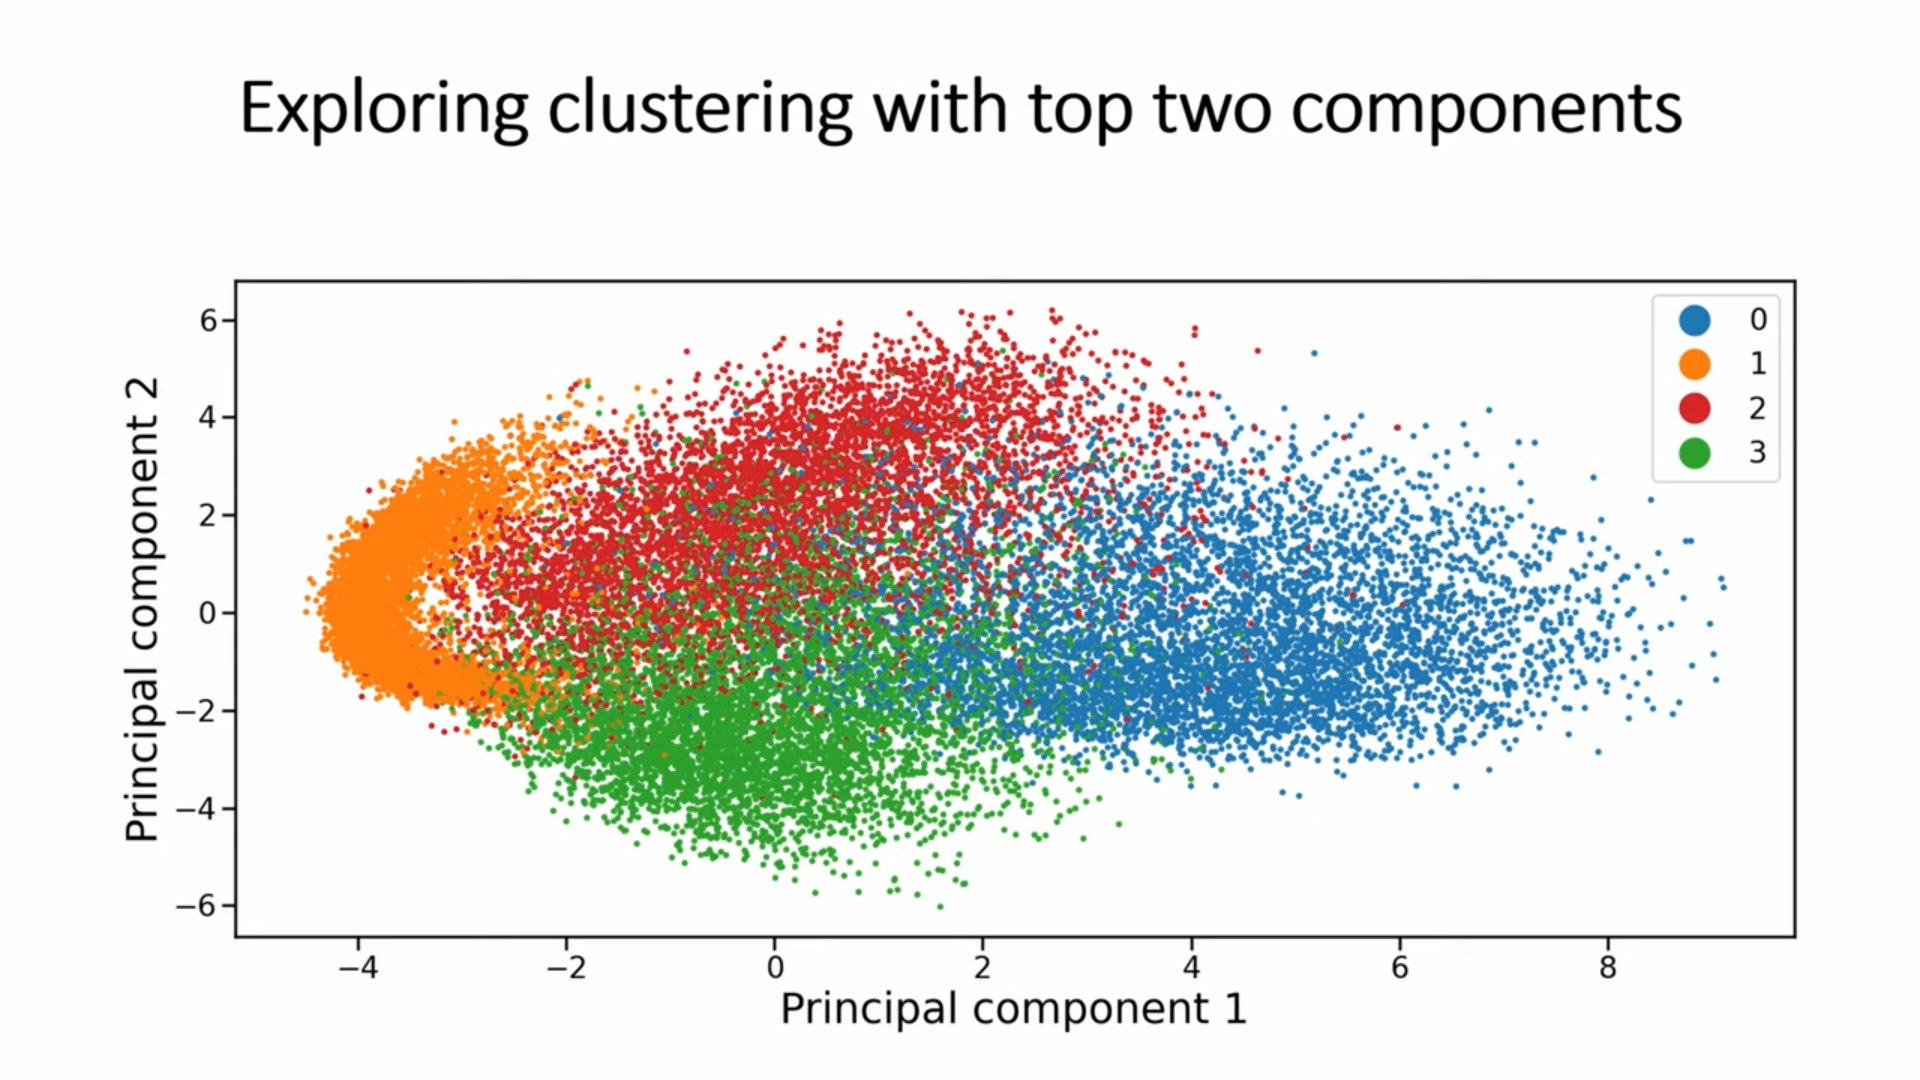 Exploring clustering with top two components
0
1
2
3
6
4
2
0
−2
−4
−6
Principal component 2
−4 −2 0 2 4 6 8
Principal component 1